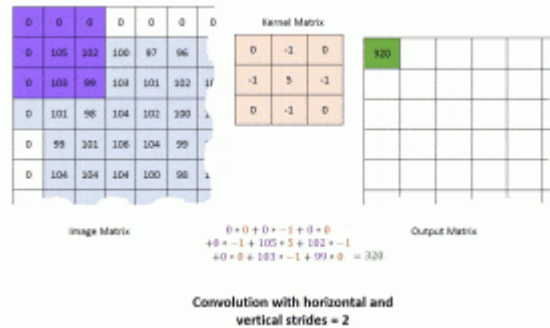 Kernel Matrix
0 0 0 0 0 0
0 105 102 100 97 96
0 103 99 103 101 102
0 101 98 104 102 100
0 99 101 106 104 99
0 104 104 104 100 98
0 -1 0
-1 5 -1
0 -1 0
320
Image Matrix
Output Matrix
0 * 0 + 0 * -1 + 0 * 0
+0 * -1 + 105 * 5 + 102 * -1
+0 * 0 + 103 * -1 + 99 * 0 = 320
Convolution with horizontal and
vertical strides = 2